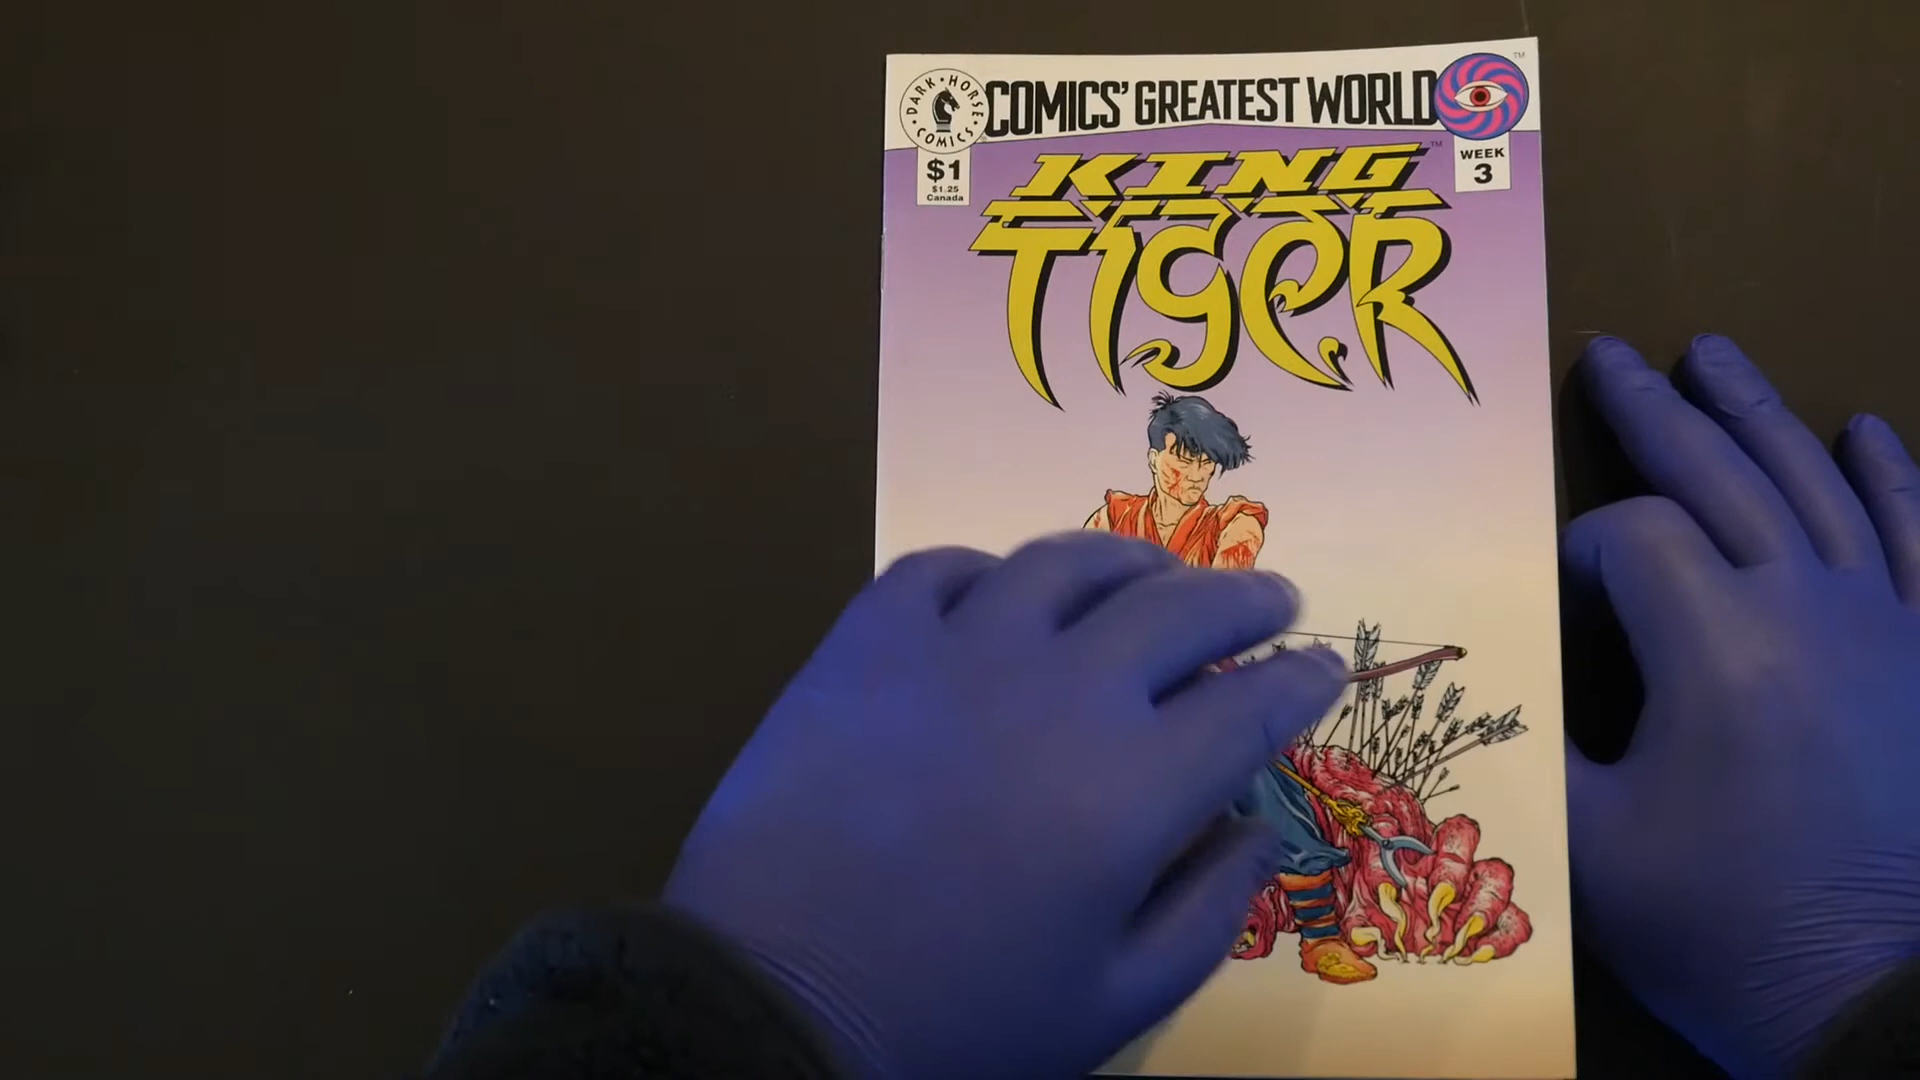 DARK • HORSE • COMICS •
COMICS' GREATEST WORLD
TM
$1
$1.25
Canada
KING
TM
TIGER
WEEK
3